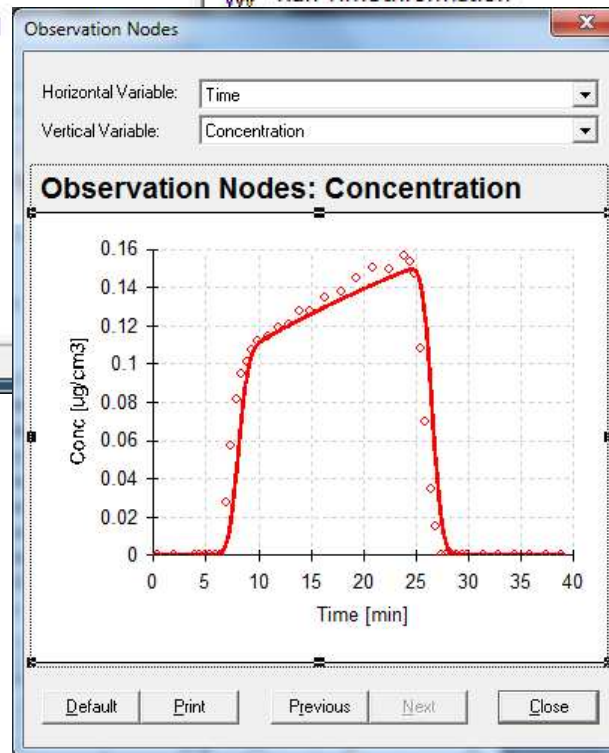 Observation Nodes
Horizontal Variable: Time
Vertical Variable: Concentration
Observation Nodes: Concentration
0.16
0.14
0.12
0.1
0.08
0.06
0.04
0.02
0
Conc [ug/cm3]
0 5 10 15 20 25 30 35 40
Time [min]
Default Print Previous Next Close